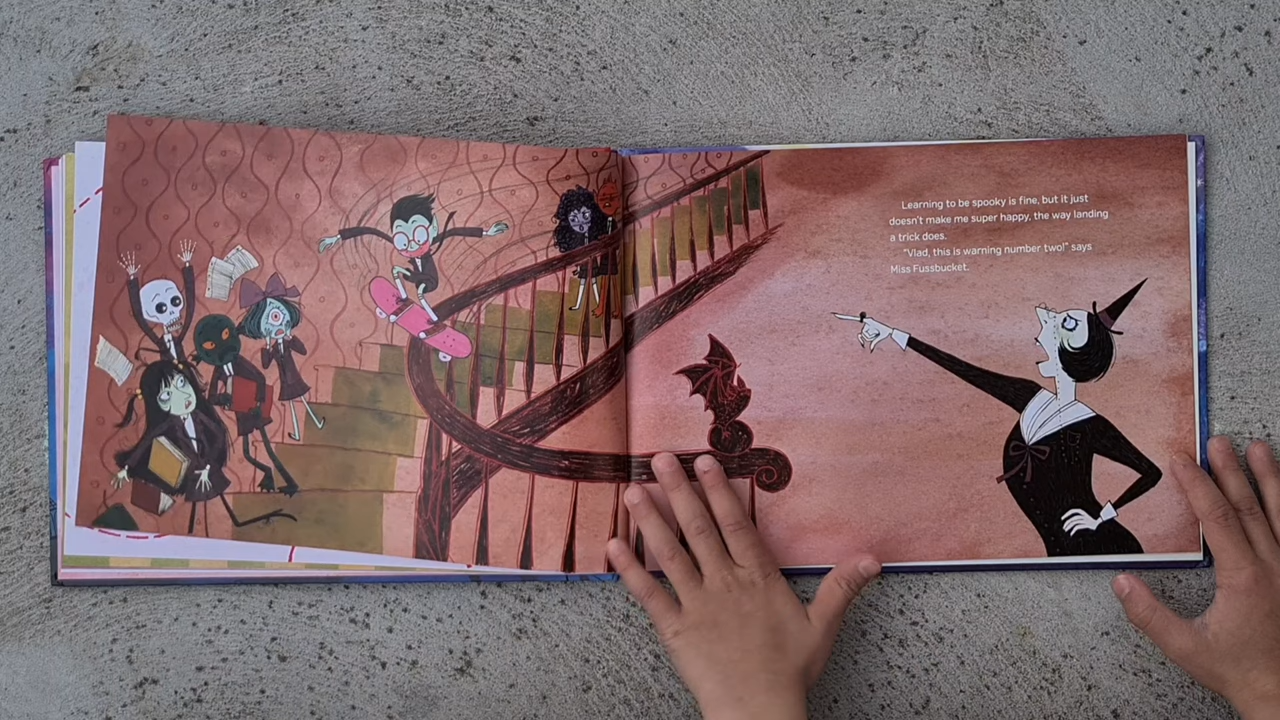 Learning to be spooky is fine, but it just
doesn't make me super happy, the way landing
a trick does.
"Vlad, this is warning number two!" says
Miss Fussbucket.